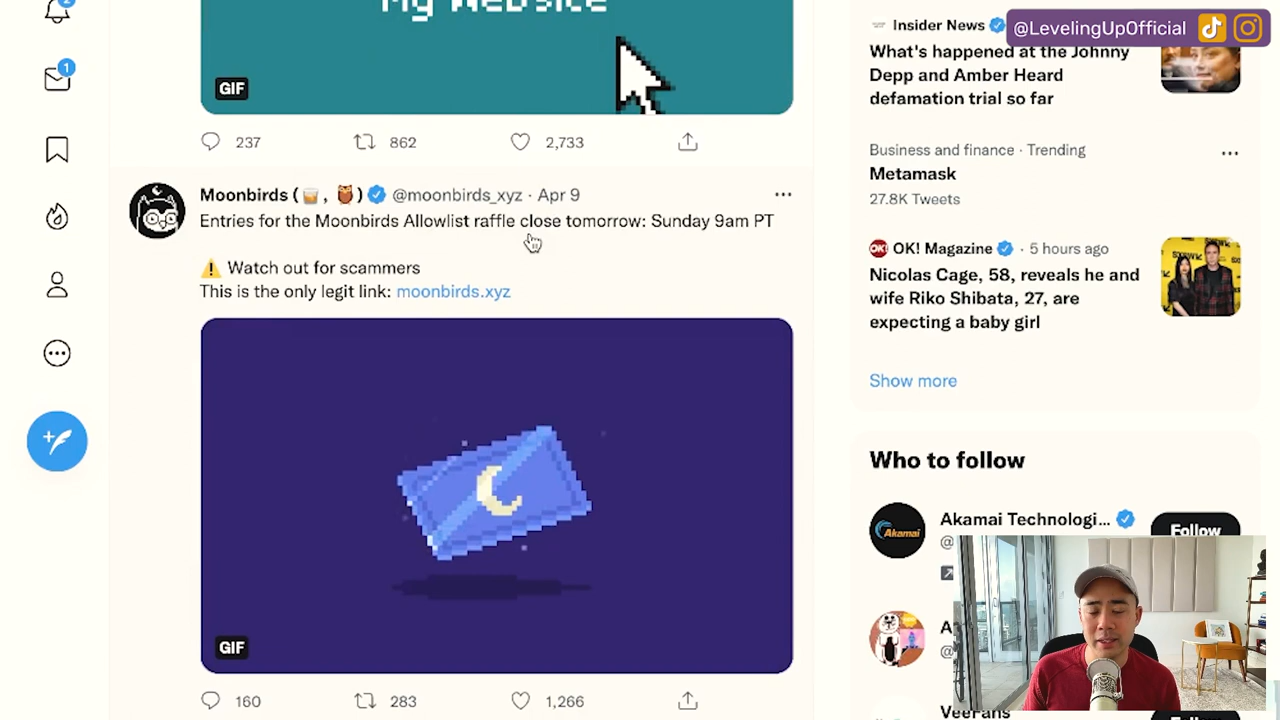 2
1
My Website
GIF
237 862 2,733
Moonbirds (🥃, 🦉) @moonbirds_xyz · Apr 9
Entries for the Moonbirds Allowlist raffle close tomorrow: Sunday 9am PT
⚠️ Watch out for scammers
This is the only legit link: moonbirds.xyz
GIF
160 283 1,266
@LevelingUpOfficial
Insider News
What's happened at the Johnny
Depp and Amber Heard
defamation trial so far
Business and finance · Trending
Metamask
27.8K Tweets
OK! Magazine · 5 hours ago
Nicolas Cage, 58, reveals he and
wife Riko Shibata, 27, are
expecting a baby girl
Show more
Who to follow
Akamai Technologi...
Akamai
Follow
@
A
@
VeeFans